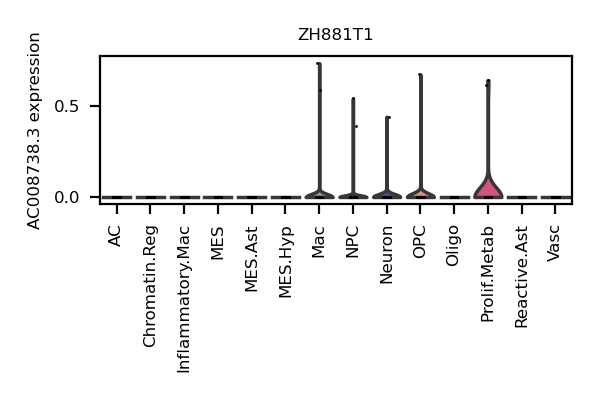 ZH881T1
AC008738.3 expression
0.5
0.0
AC
Chromatin.Reg
Inflammatory.Mac
MES
MES.Ast
MES.Hyp
Mac
NPC
Neuron
OPC
Oligo
Prolif.Metab
Reactive.Ast
Vasc